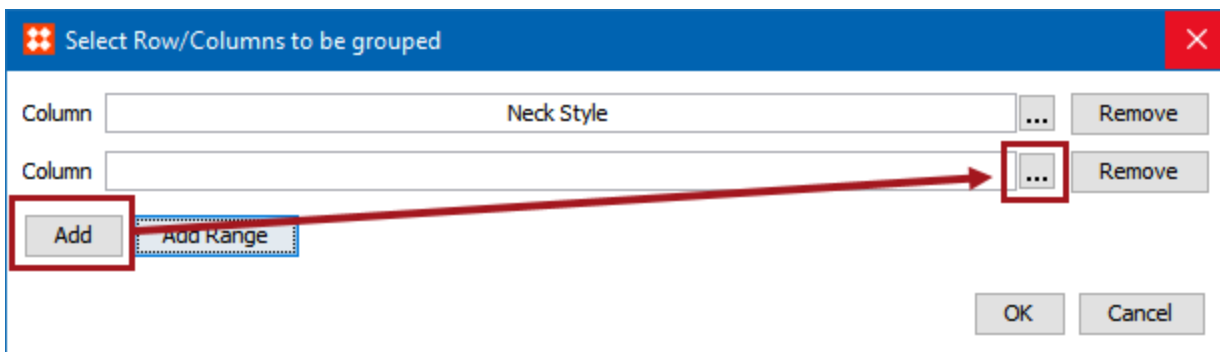 Select Row/Columns to be grouped
Column Neck Style ... Remove
Column ... Remove
Add Add Range
OK Cancel